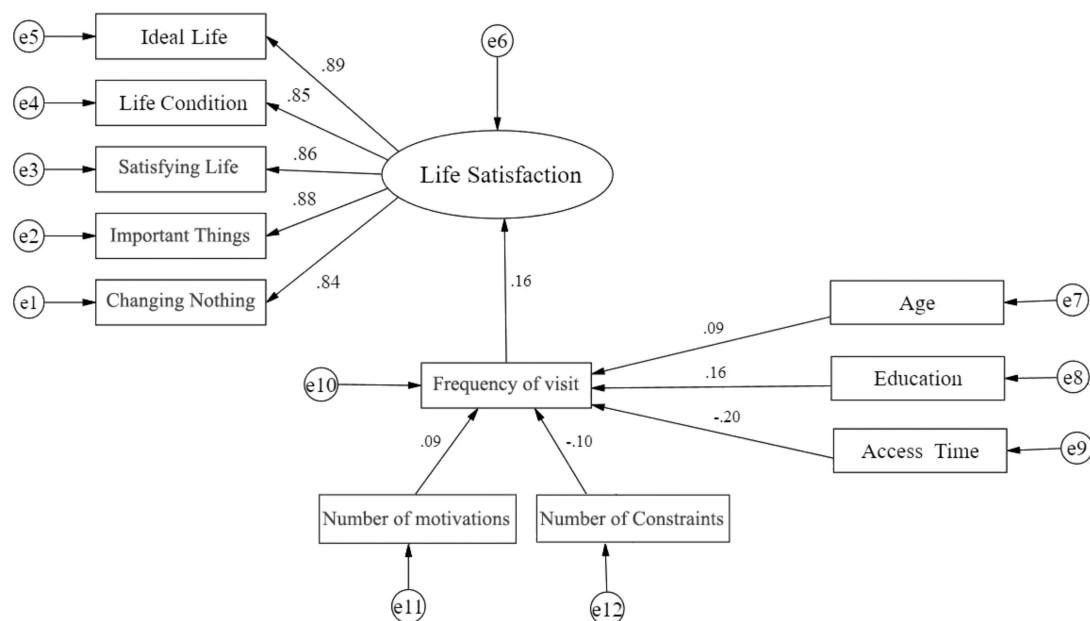 e5
Ideal Life
e6
.89
e4
Life Condition
.85
e3
Satisfying Life
.86
Life Satisfaction
e2
Important Things
.88
e1
Changing Nothing
.84
.16
Age
e7
.09
e10
Frequency of visit
.16
Education
e8
-.20
.09
-.10
Access Time
e9
Number of motivations
Number of Constraints
e11
e12